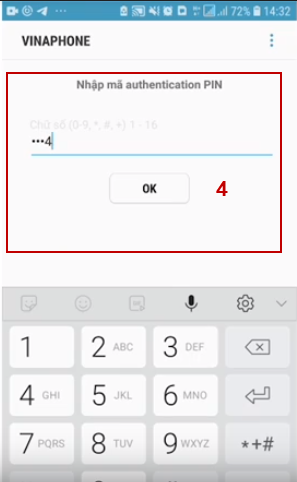 72% 14:32
VINAPHONE
Nhập mã authentication PIN
Chữ số (0-9, *, #, +) 1 - 16
•••4
OK 4
1 2 ABC 3 DEF
4 GHI 5 JKL 6 MNO
7 PQRS 8 TUV 9 WXYZ *+#